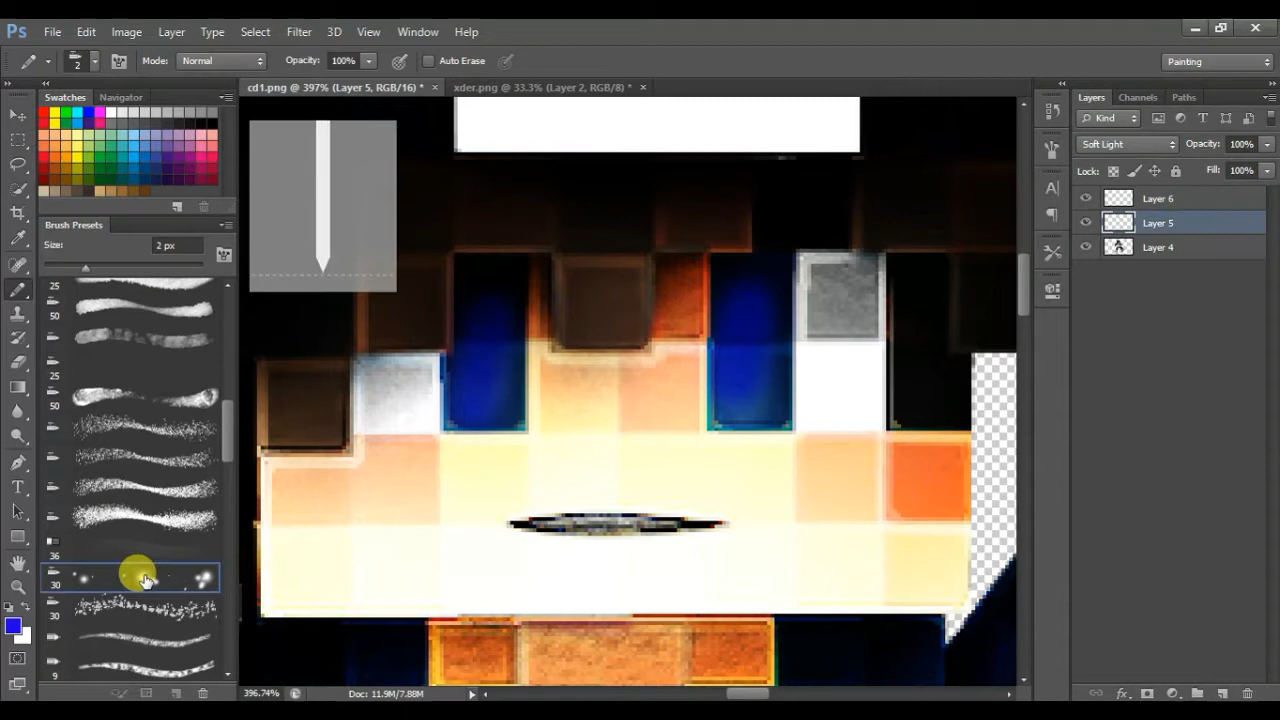 Ps File Edit Image Layer Type Select Filter 3D View Window Help
2 Mode: Normal Opacity: 100% Auto Erase Painting
Swatches Navigator
cd1.png @ 397% (Layer 5, RGB/16) * × xder.png @ 33.3% (Layer 2, RGB/8) * ×
Layers Channels Paths
Kind
Soft Light Opacity: 100%
Lock: Fill: 100%
Layer 6
Layer 5
Layer 4
Brush Presets
Size: 2 px
25
50
25
50
36
30
30
9
396.74% Doc: 11.9M/7.88M